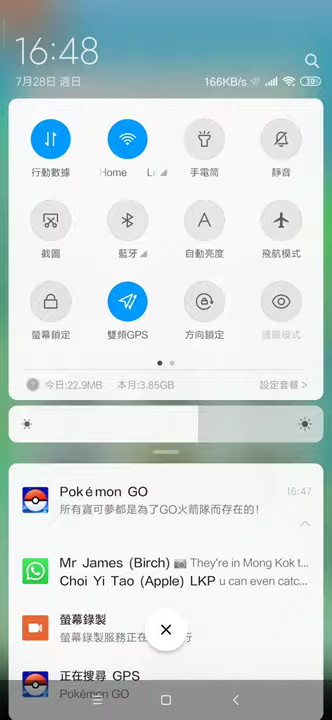 16:48
7月28日 週日
166KB/s
30
行動數據
Home
手電筒
靜音
截圖
藍牙
自動亮度
飛航模式
螢幕鎖定
雙頻GPS
方向鎖定
護眼模式
今日:22.9MB 本月:3.85GB
設定套餐 >
Pokémon GO
16:47
所有寶可夢都是為了GO火箭隊而存在的!
Mr James (Birch) 📷 They're in Mong Kok t...
Choi Yi Tao (Apple) LKP u can even catc...
螢幕錄製
螢幕錄製服務正在 行
正在搜尋 GPS
Pokémon GO